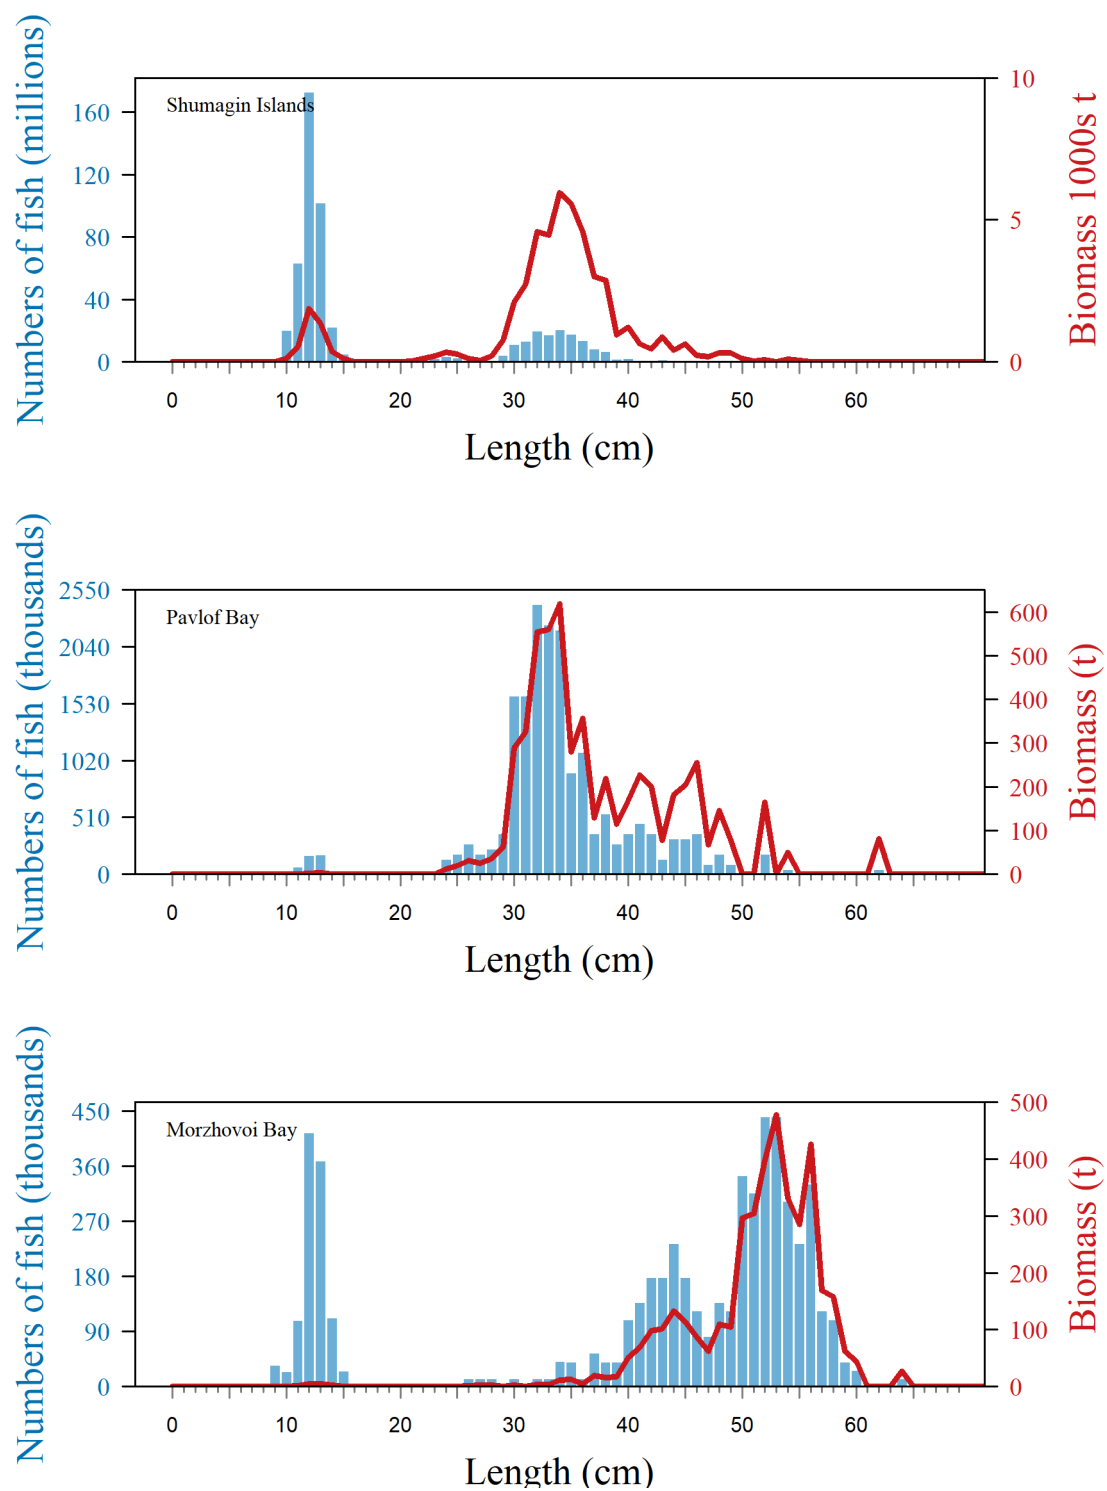 Numbers of fish (millions)
160
120
80
40
0
Shumagin Islands
10
5
0
Biomass 1000s t
0 10 20 30 40 50 60
Length (cm)
Numbers of fish (thousands)
2550
2040
1530
1020
510
0
Pavlof Bay
600
500
400
300
200
100
0
Biomass (t)
0 10 20 30 40 50 60
Length (cm)
Numbers of fish (thousands)
450
360
270
180
90
0
Morzhovoi Bay
500
400
300
200
100
0
Biomass (t)
0 10 20 30 40 50 60
Length (cm)